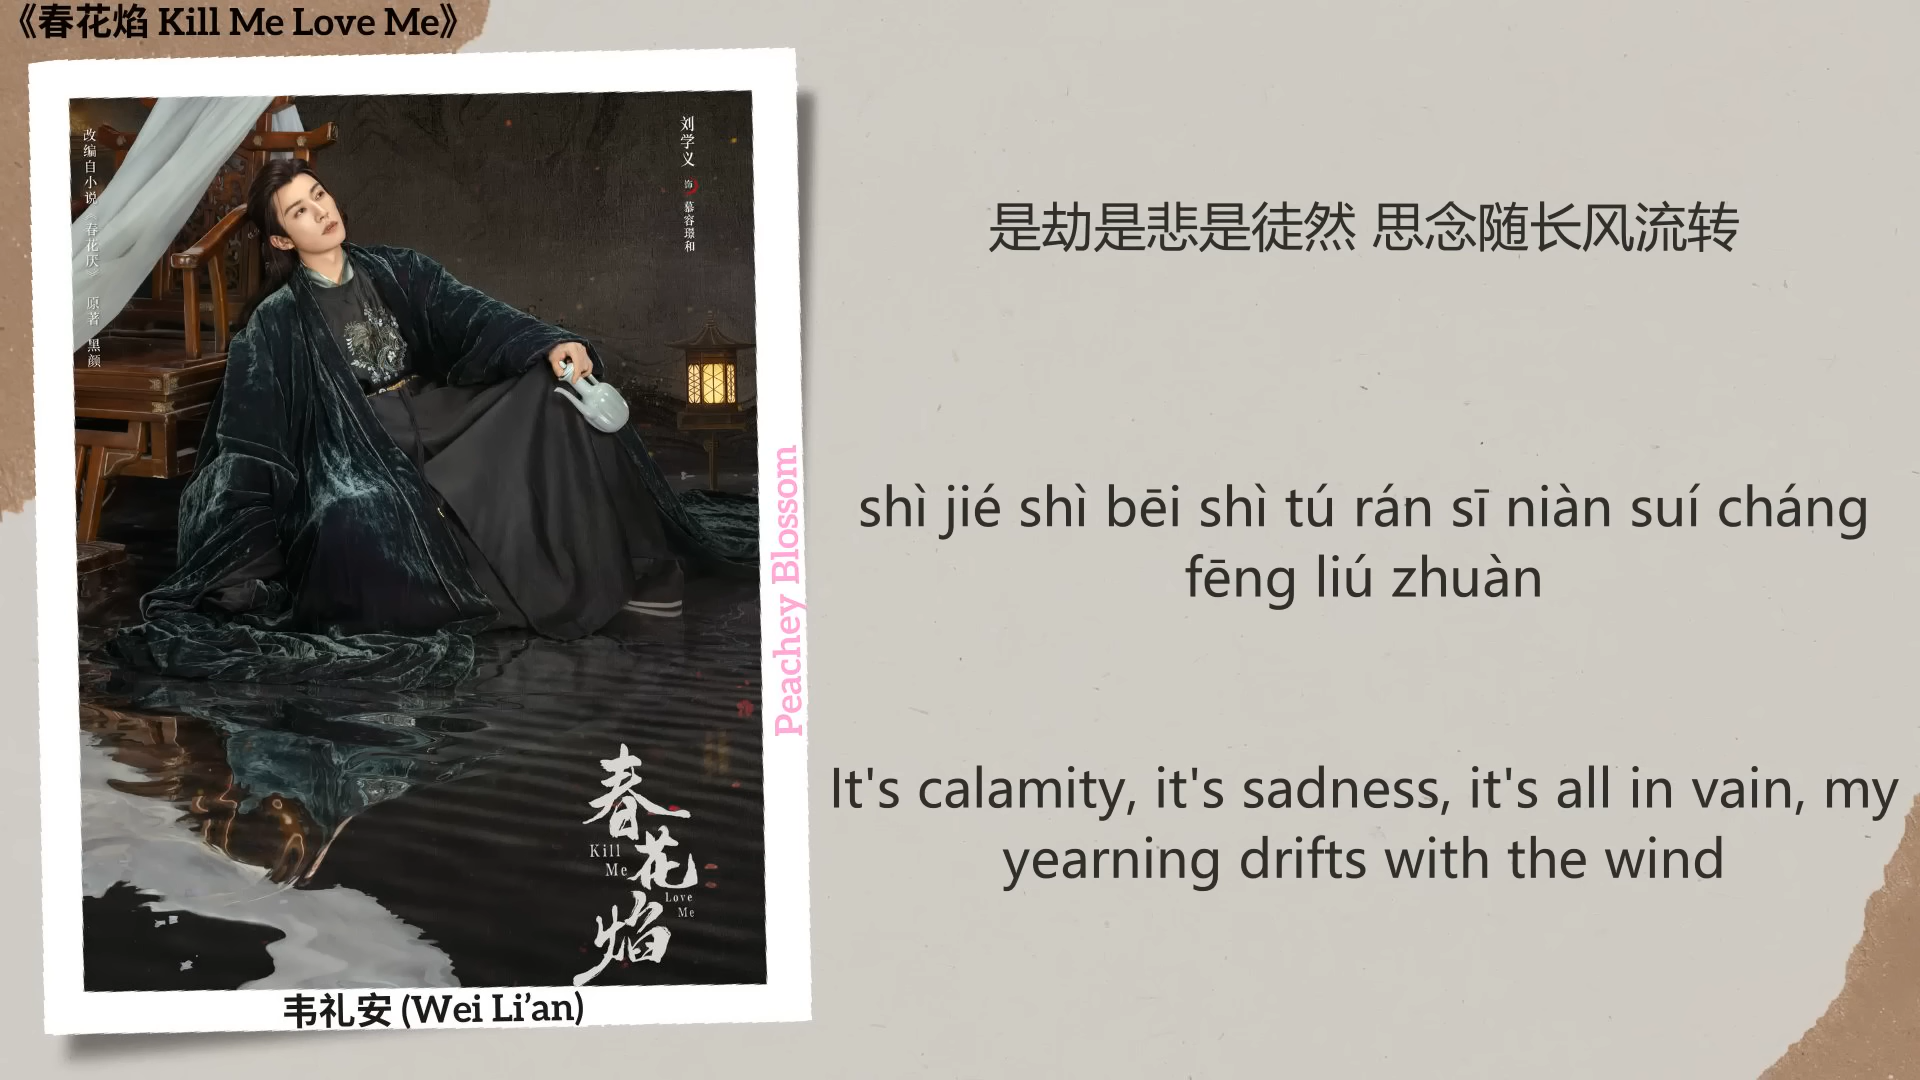 《春花焰 Kill Me Love Me》
改编自小说《春花厌》 原著 黑颜
刘学义 饰 慕容璟和
是劫是悲是徒然 思念随长风流转
shì jié shì bēi shì tú rán sī niàn suí cháng
fēng liú zhuàn
It's calamity, it's sadness, it's all in vain, my
yearning drifts with the wind
Peachey Blossom
春花焰
Kill
Me
Love
Me
韦礼安 (Wei Li’an)